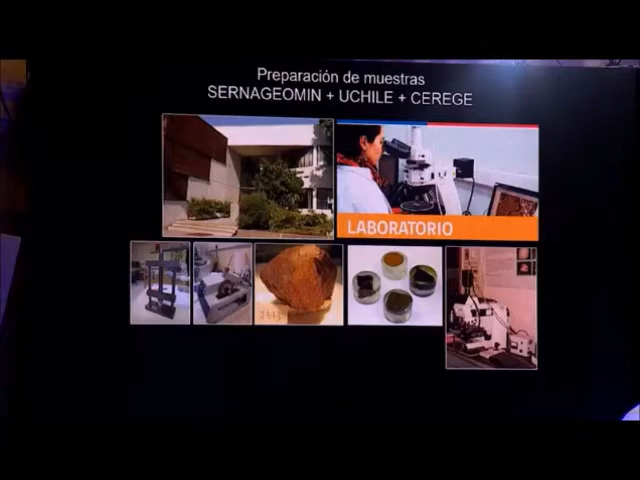 Preparación de muestras
SERNAGEOMIN + UCHILE + CEREGE
LABORATORIO